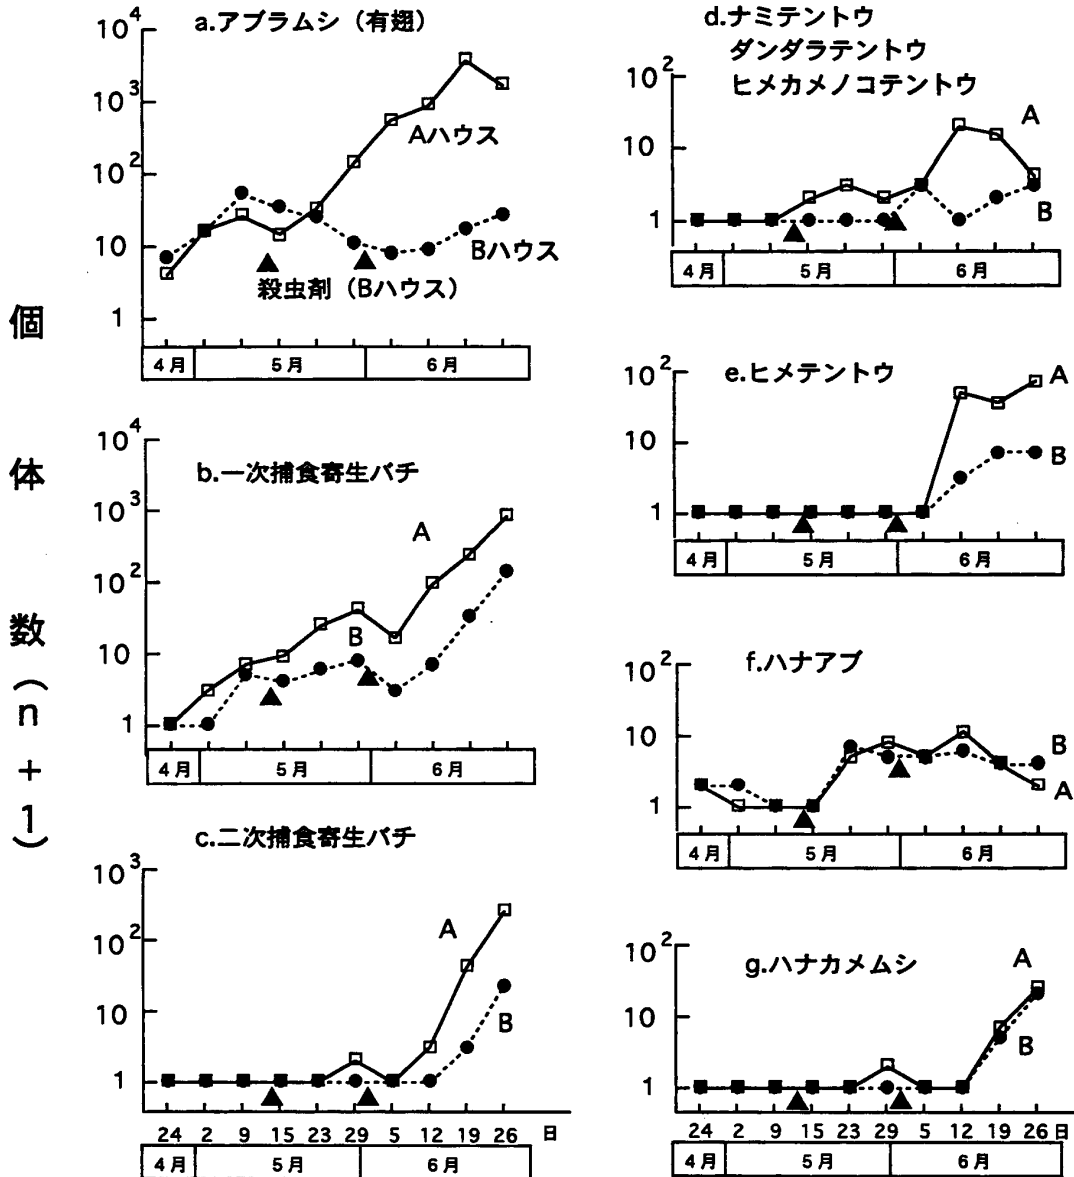 個体数（n＋1）
a.アブラムシ（有翅）
10⁴
10³
10²
10
1
Aハウス
Bハウス
殺虫剤（Bハウス）
4月 5月 6月
b.一次捕食寄生バチ
10⁴
10³
10²
10
1
A
B
4月 5月 6月
c.二次捕食寄生バチ
10³
10²
10
1
A
B
24 2 9 15 23 29 5 12 19 26 日
4月 5月 6月
d.ナミテントウ
ダンダラテントウ
ヒメカメノコテントウ
10²
10
1
A
B
4月 5月 6月
e.ヒメテントウ
10²
10
1
A
B
4月 5月 6月
f.ハナアブ
10²
10
1
B
A
4月 5月 6月
g.ハナカメムシ
10²
10
1
A
B
24 2 9 15 23 29 5 12 19 26 日
4月 5月 6月